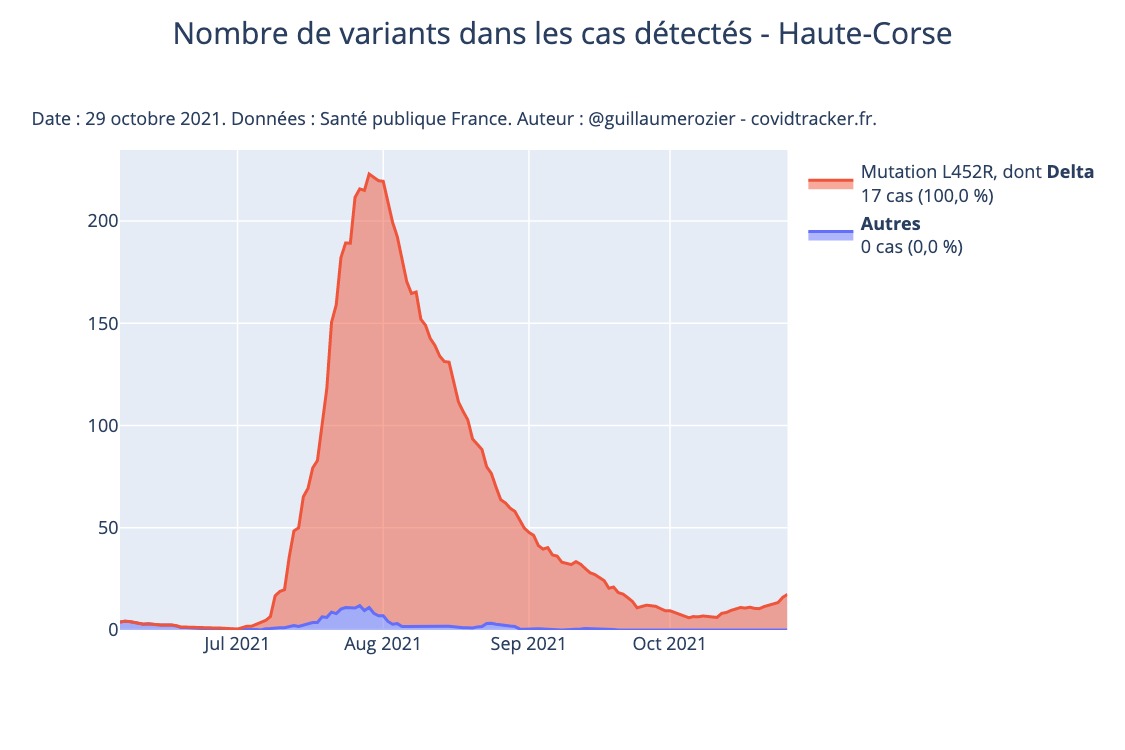 Nombre de variants dans les cas détectés - Haute-Corse
Date : 29 octobre 2021. Données : Santé publique France. Auteur : @guillaumerozier - covidtracker.fr.
Mutation L452R, dont Delta
17 cas (100,0 %)
Autres
0 cas (0,0 %)
200
150
100
50
0
Jul 2021
Aug 2021
Sep 2021
Oct 2021